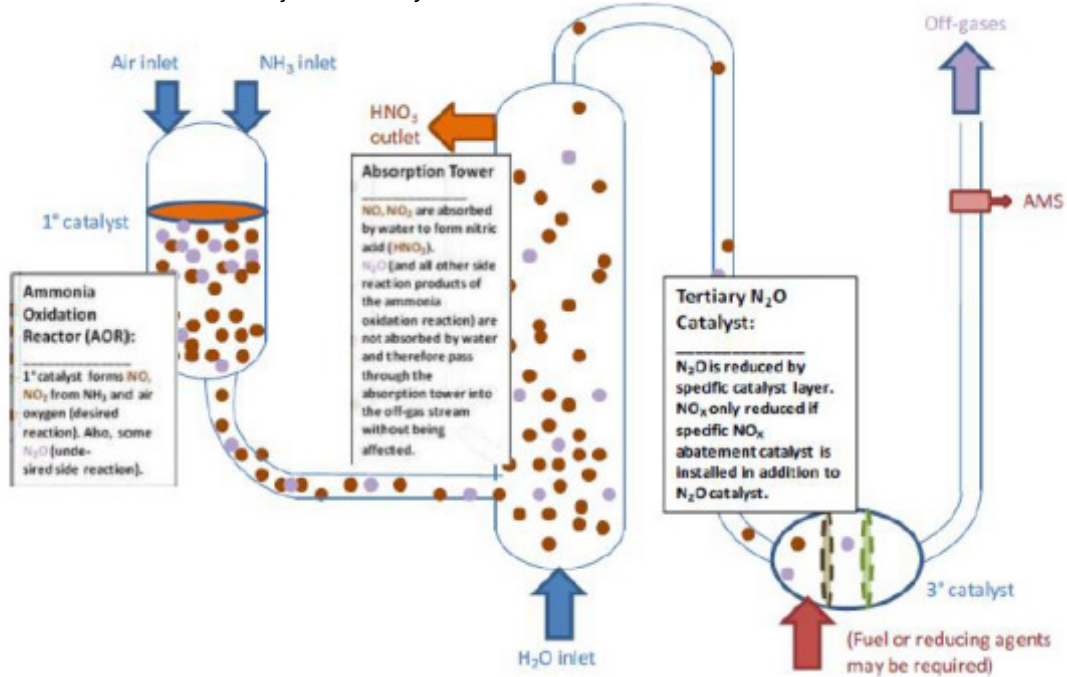 Off-gases
Air inlet
NH₃ inlet
HNO₃
outlet
Absorption Tower
NO, NO₂ are absorbed
by water to form nitric
acid (HNO₃).
N₂O (and all other side
reaction products of
the ammonia
oxidation reaction) are
not absorbed by water
and therefore pass
through the
absorption tower into
the off-gas stream
without being
affected.
1° catalyst
AMS
Ammonia
Oxidation
Reactor (AOR):
1° catalyst forms NO,
NO₂ from NH₃ and air
oxygen (desired
reaction). Also, some
N₂O (unde-
sired side reaction).
Tertiary N₂O
Catalyst:
N₂O is reduced by
specific catalyst layer.
NOₓ only reduced if
specific NOₓ
abatement catalyst is
installed in addition to
N₂O catalyst.
3° catalyst
H₂O inlet
(Fuel or reducing agents
may be required)